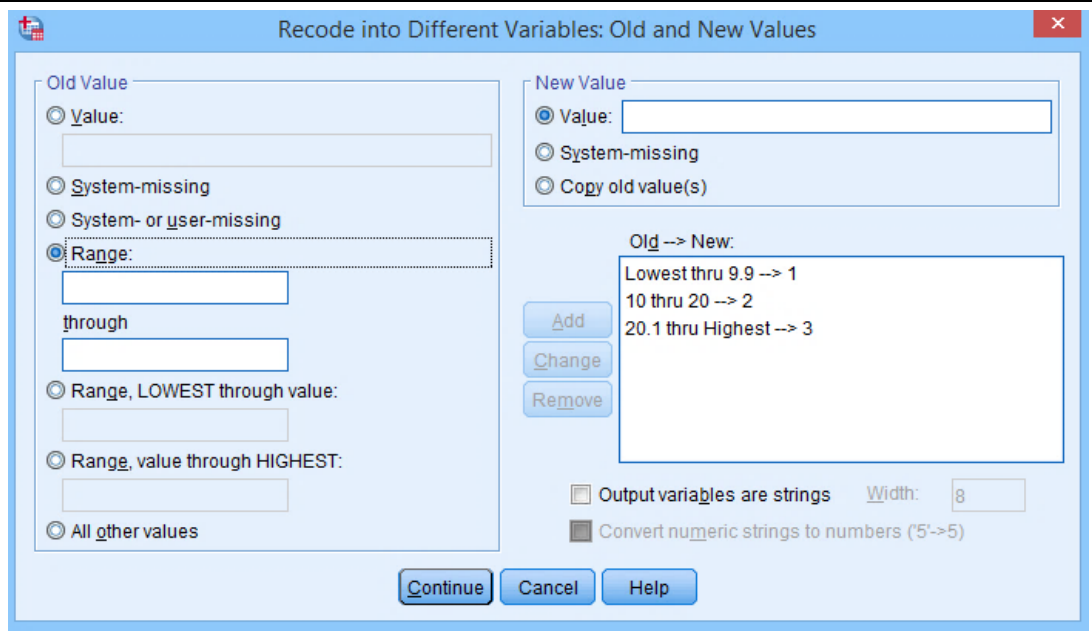 Recode into Different Variables: Old and New Values
Old Value
Value:
System-missing
System- or user-missing
Range:
through
Range, LOWEST through value:
Range, value through HIGHEST:
All other values
New Value
Value:
System-missing
Copy old value(s)
Old --> New:
Lowest thru 9.9 --> 1
10 thru 20 --> 2
20.1 thru Highest --> 3
Add
Change
Remove
Output variables are strings Width: 8
Convert numeric strings to numbers ('5'->5)
Continue Cancel Help